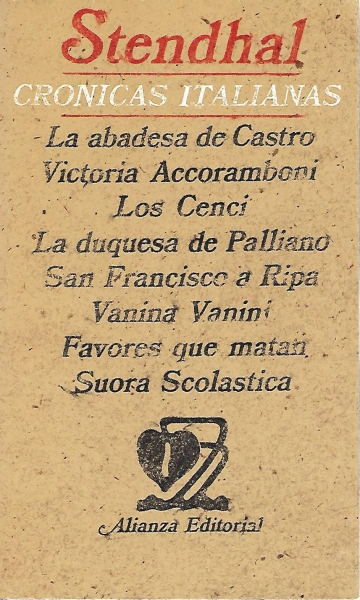 Stendhal
CRONICAS ITALIANAS
La abadesa de Castro
Victoria Accoramboni
Los Cenci
La duquesa de Palliano
San Francisco a Ripa
Vanina Vanini
Favores que matan
Suora Scolastica
Alianza Editorial